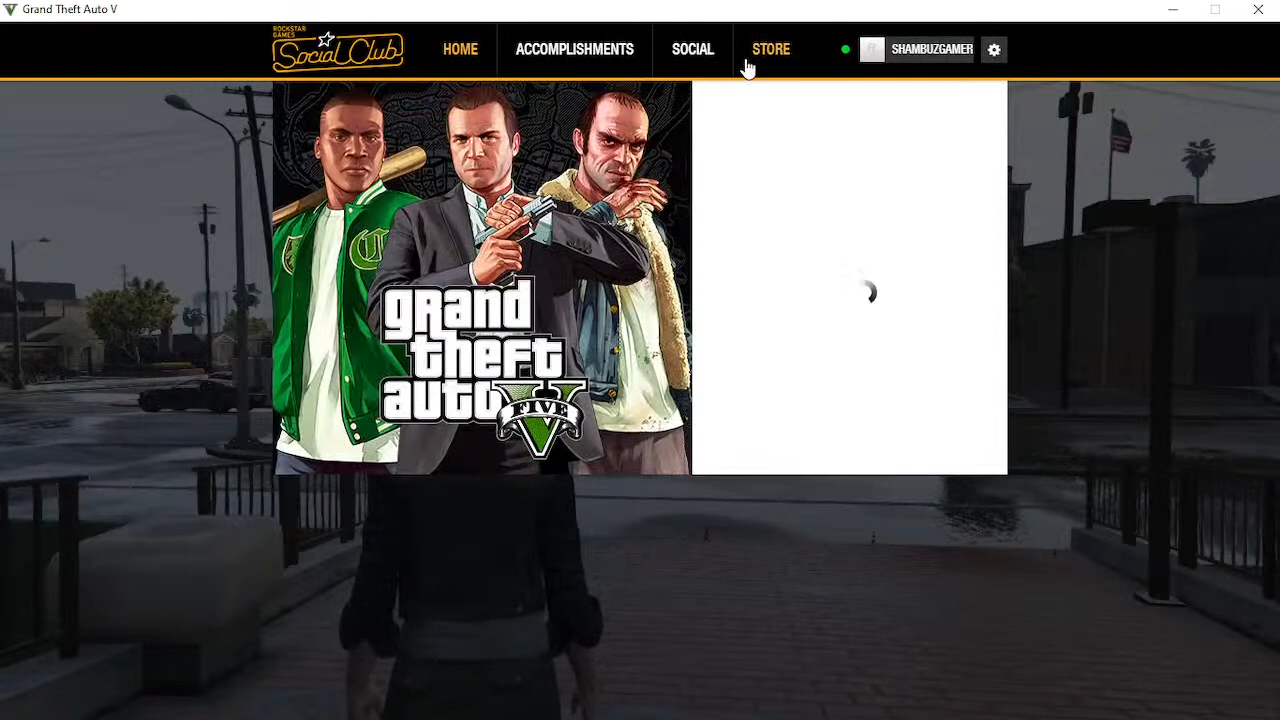 Grand Theft Auto V
ROCKSTAR
GAMES
Social Club
HOME
ACCOMPLISHMENTS
SOCIAL
STORE
SHAMBUZGAMER
grand
theft
auto V
FIVE